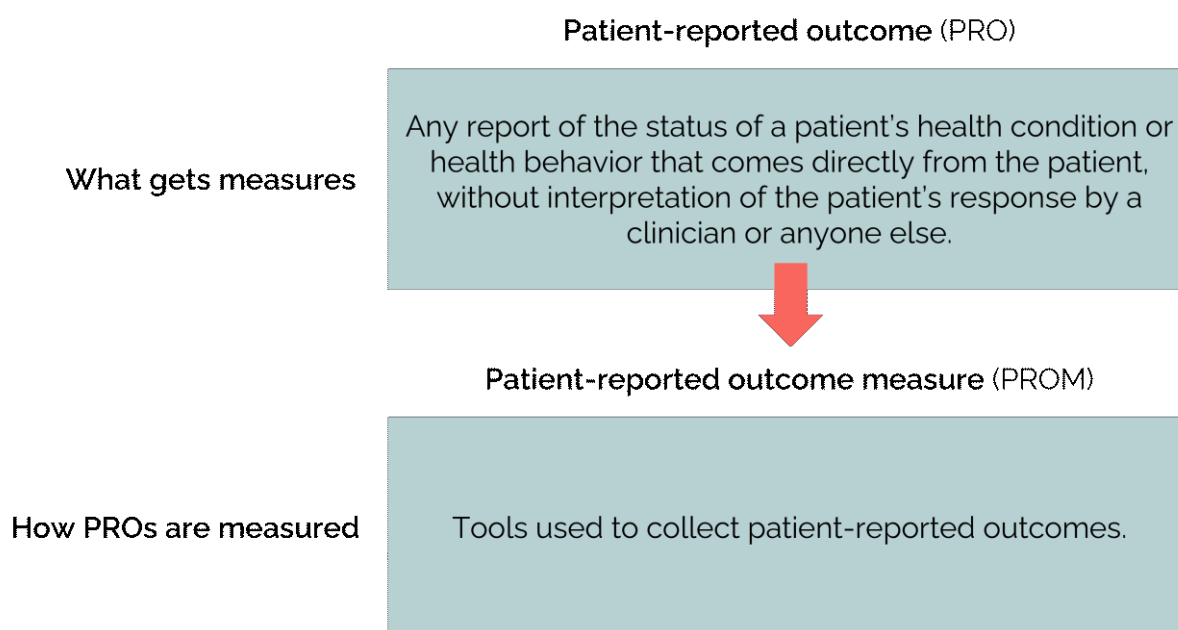 Patient-reported outcome (PRO)
What gets measures
Any report of the status of a patient's health condition or
health behavior that comes directly from the patient,
without interpretation of the patient's response by a
clinician or anyone else.
Patient-reported outcome measure (PROM)
How PROs are measured
Tools used to collect patient-reported outcomes.